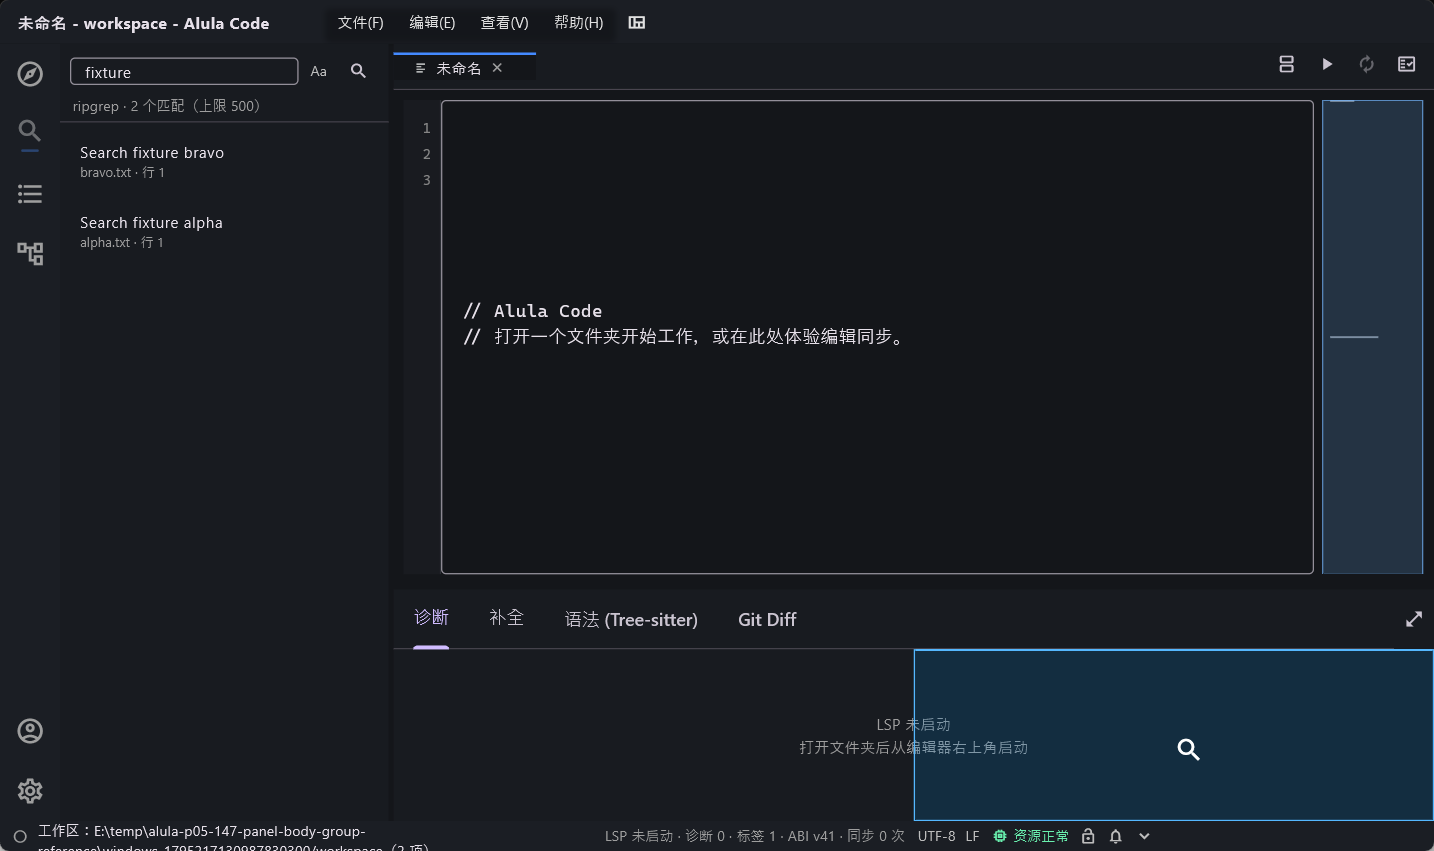 未命名 - workspace - Alula Code
文件(F) 编辑(E) 查看(V) 帮助(H)
fixture
Aa
ripgrep · 2 个匹配（上限 500）
Search fixture bravo
bravo.txt · 行 1
Search fixture alpha
alpha.txt · 行 1
未命名
1
2
3
// Alula Code
// 打开一个文件夹开始工作，或在此处体验编辑同步。
诊断 补全 语法 (Tree-sitter) Git Diff
LSP 未启动
打开文件夹后从编辑器右上角启动
工作区：E:\temp\alula-p05-147-panel-body-group-
reference\windows-1795217130987830300/workspace（2 项）
LSP 未启动 · 诊断 0 · 标签 1 · ABI v41 · 同步 0 次 UTF-8 LF 资源正常